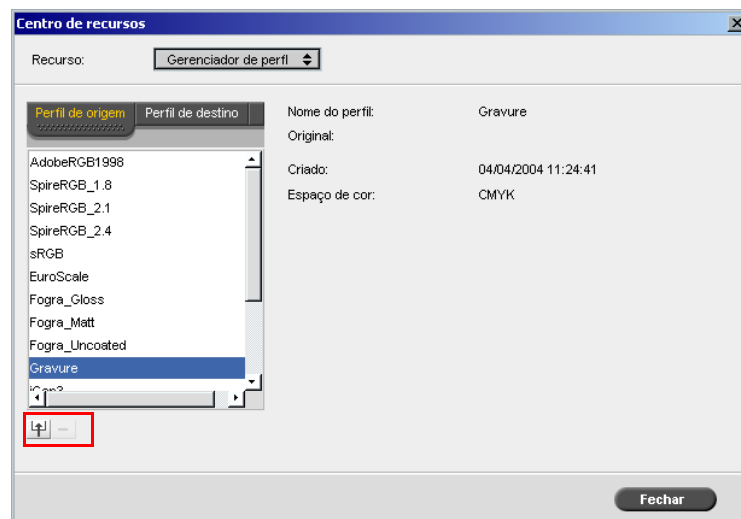 Centro de recursos
Recurso: Gerenciador de perfl
Perfil de origem Perfil de destino
Nome do perfil: Gravure
Original:
Criado: 04/04/2004 11:24:41
Espaço de cor: CMYK
AdobeRGB1998
SpireRGB_1.8
SpireRGB_2.1
SpireRGB_2.4
sRGB
EuroScale
Fogra_Gloss
Fogra_Matt
Fogra_Uncoated
Gravure
Fechar